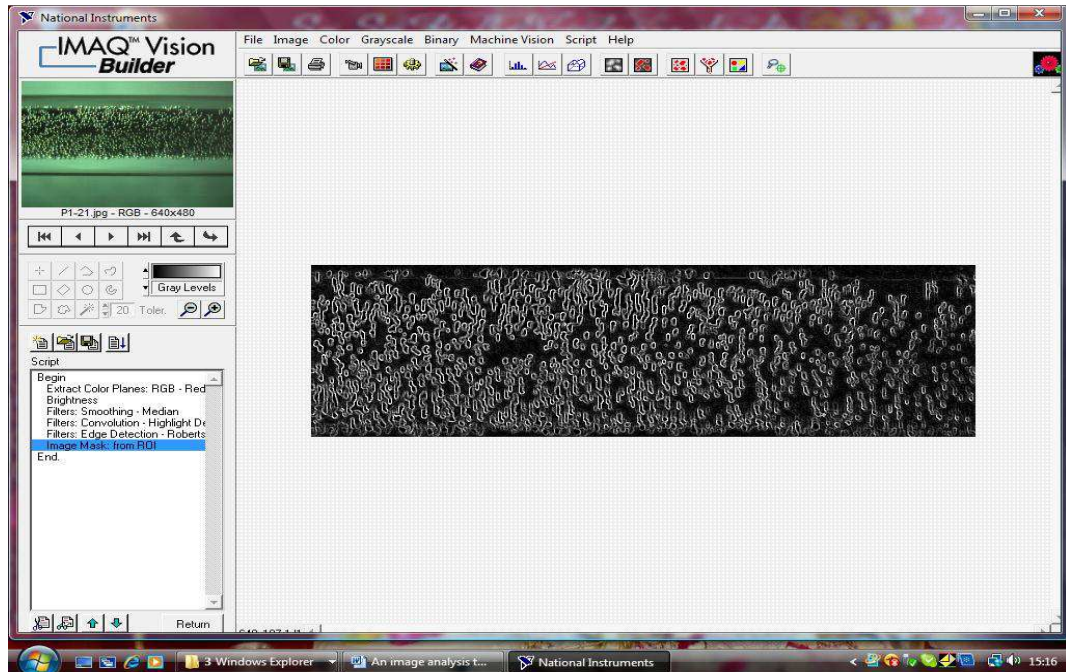 National Instruments
IMAQ™ Vision
Builder
File Image Color Grayscale Binary Machine Vision Script Help
P1-21.jpg - RGB - 640x480
Gray Levels
20 Toler.
Script
Begin
Extract Color Planes: RGB - Red
Brightness
Filters: Smoothing - Median
Filters: Convolution - Highlight De
Filters: Edge Detection - Roberts
Image Mask: from ROI
End.
Return
3 Windows Explorer
An image analysis t...
National Instruments
15:16